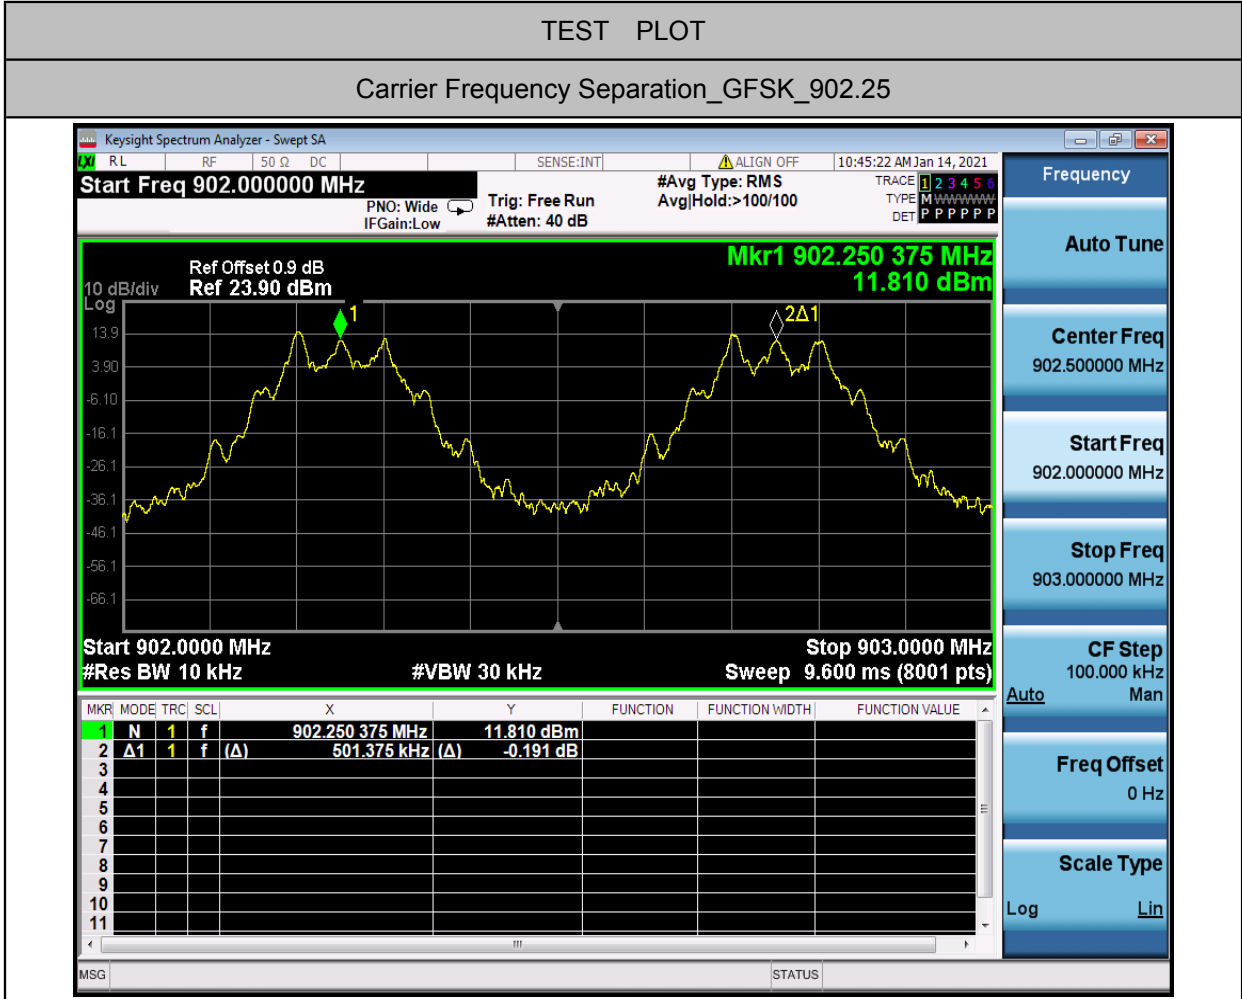 TEST PLOT
Carrier Frequency Separation_GFSK_902.25
Keysight Spectrum Analyzer - Swept SA
LXI RL RF 50 Ω DC SENSE:INT ALIGN OFF 10:45:22 AM Jan 14, 2021
Start Freq 902.000000 MHz
PNO: Wide
IFGain:Low
Trig: Free Run
#Atten: 40 dB
#Avg Type: RMS
Avg|Hold:>100/100
TRACE 1 2 3 4 5 6
TYPE M WWWWW
DET P P P P P P
Mkr1 902.250 375 MHz
11.810 dBm
Ref Offset 0.9 dB
10 dB/div Ref 23.90 dBm
Log
1
2Δ1
13.9
3.90
-6.10
-16.1
-26.1
-36.1
-46.1
-56.1
-66.1
Start 902.0000 MHz Stop 903.0000 MHz
#Res BW 10 kHz #VBW 30 kHz Sweep 9.600 ms (8001 pts)
MKR MODE TRC SCL X Y FUNCTION FUNCTION WIDTH FUNCTION VALUE
1 N 1 f 902.250 375 MHz 11.810 dBm
2 Δ1 1 f (Δ) 501.375 kHz (Δ) -0.191 dB
3
4
5
6
7
8
9
10
11
MSG STATUS
Frequency
Auto Tune
Center Freq
902.500000 MHz
Start Freq
902.000000 MHz
Stop Freq
903.000000 MHz
CF Step
100.000 kHz
Auto Man
Freq Offset
0 Hz
Scale Type
Log Lin